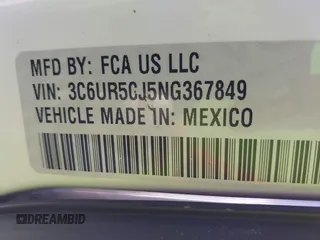 MFD BY: FCA US LLC
VIN: 3C6UR5CJ5NG367849
VEHICLE MADE IN: MEXICO
DREAMBID